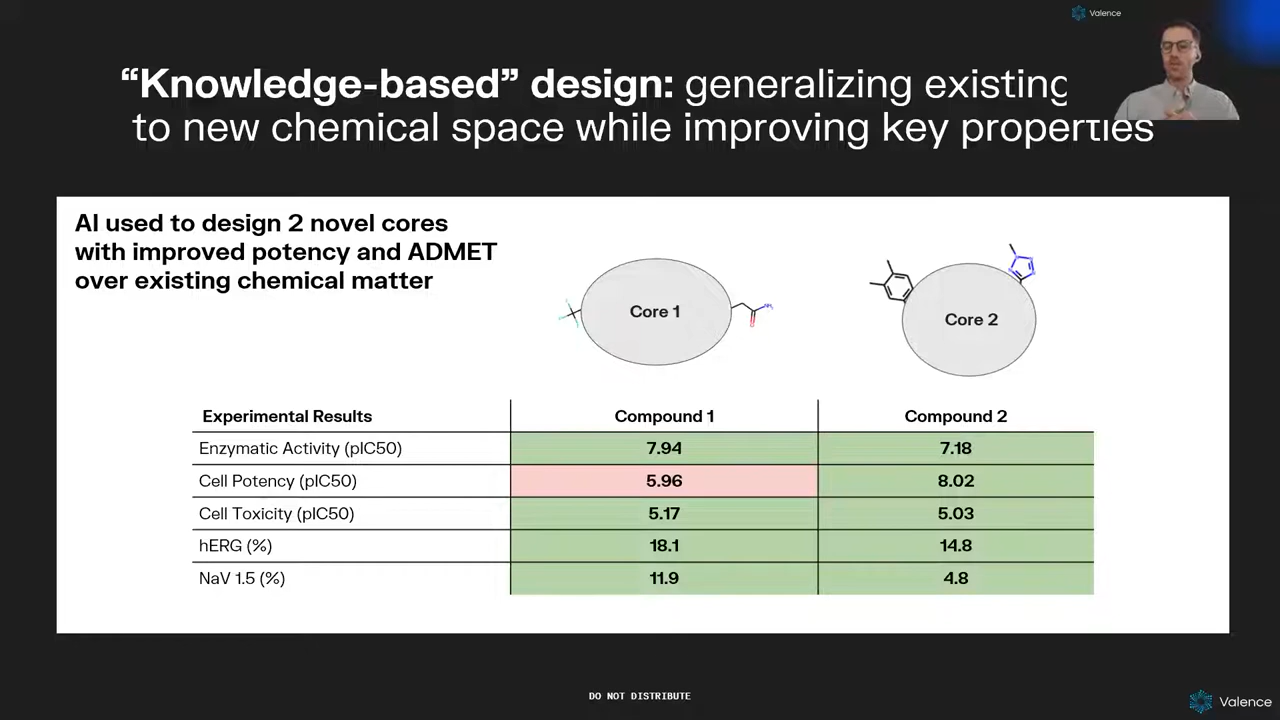 Valence
“Knowledge-based” design: generalizing existing
to new chemical space while improving key properties
AI used to design 2 novel cores
with improved potency and ADMET
over existing chemical matter
Core 1
Core 2
Experimental Results Compound 1 Compound 2
Enzymatic Activity (pIC50) 7.94 7.18
Cell Potency (pIC50) 5.96 8.02
Cell Toxicity (pIC50) 5.17 5.03
hERG (%) 18.1 14.8
NaV 1.5 (%) 11.9 4.8
DO NOT DISTRIBUTE
Valence